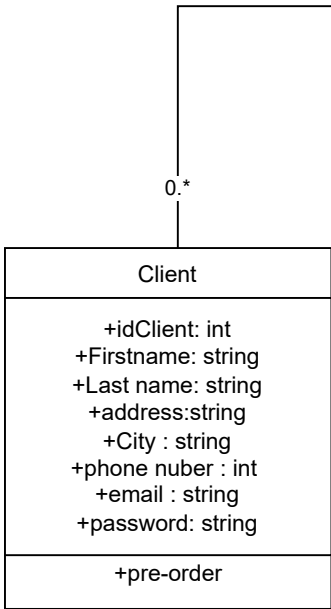 0.*
Client
+idClient: int
+Firstname: string
+Last name: string
+address:string
+City : string
+phone nuber : int
+email : string
+password: string
+pre-order